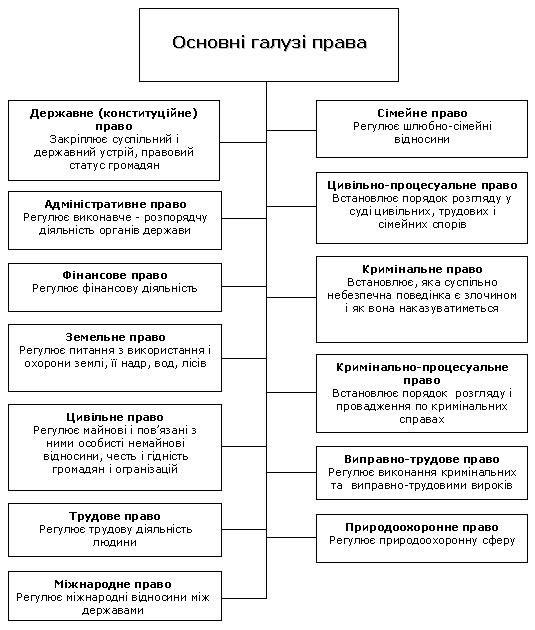 Основні галузі права
Державне (конституційне)
право
Закріплює суспільний і
державний устрій, правовий
статус громадян
Адміністративне право
Регулює виконавче - розпорядчу
діяльність органів держави
Фінансове право
Регулює фінансову діяльність
Земельне право
Регулює питання з використання і
охорони землі, її надр, вод, лісів
Цивільне право
Регулює майнові і пов’язані з
ними особисті немайнові
відносини, честь і гідність
громадян і огранізацій
Трудове право
Регулює трудову діяльність
людини
Міжнародне право
Регулює міжнародні відносини між
державами
Сімейне право
Регулює шлюбно-сімейні
відносини
Цивільно-процесуальне право
Встановлює порядок розгляду у
суді цивільних, трудових і
сімейних спорів
Кримінальне право
Встановлює, яка суспільно
небезпечна поведінка є злочином
і як вона наказуватиметься
Кримінально-процесуальне
право
Встановлює порядок розгляду і
провадження по кримінальних
справах
Виправно-трудове право
Регулює виконання кримінальних
та виправно-трудовими вироків
Природоохоронне право
Регулює природоохоронну сферу